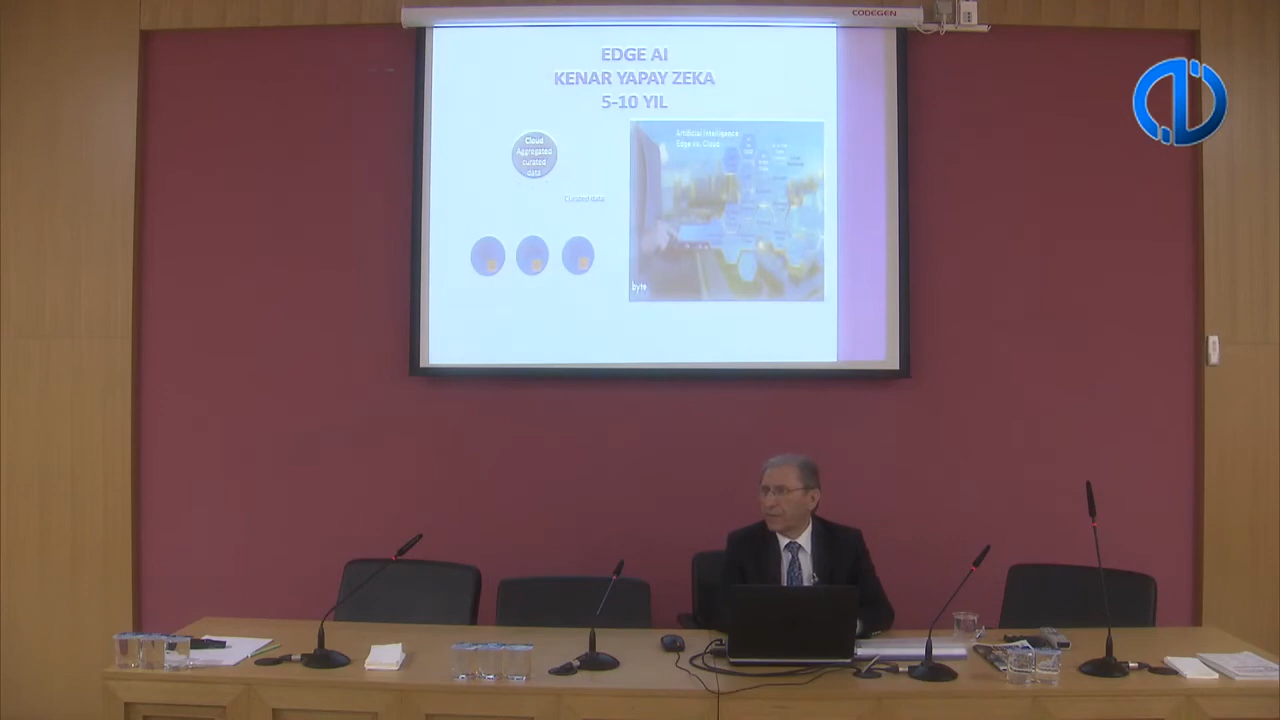 CODEGEN
EDGE AI
KENAR YAPAY ZEKA
5-10 YIL
Cloud
Aggregated
curated
data
Curated data
Artificial Intelligence
Edge vs. Cloud
byte